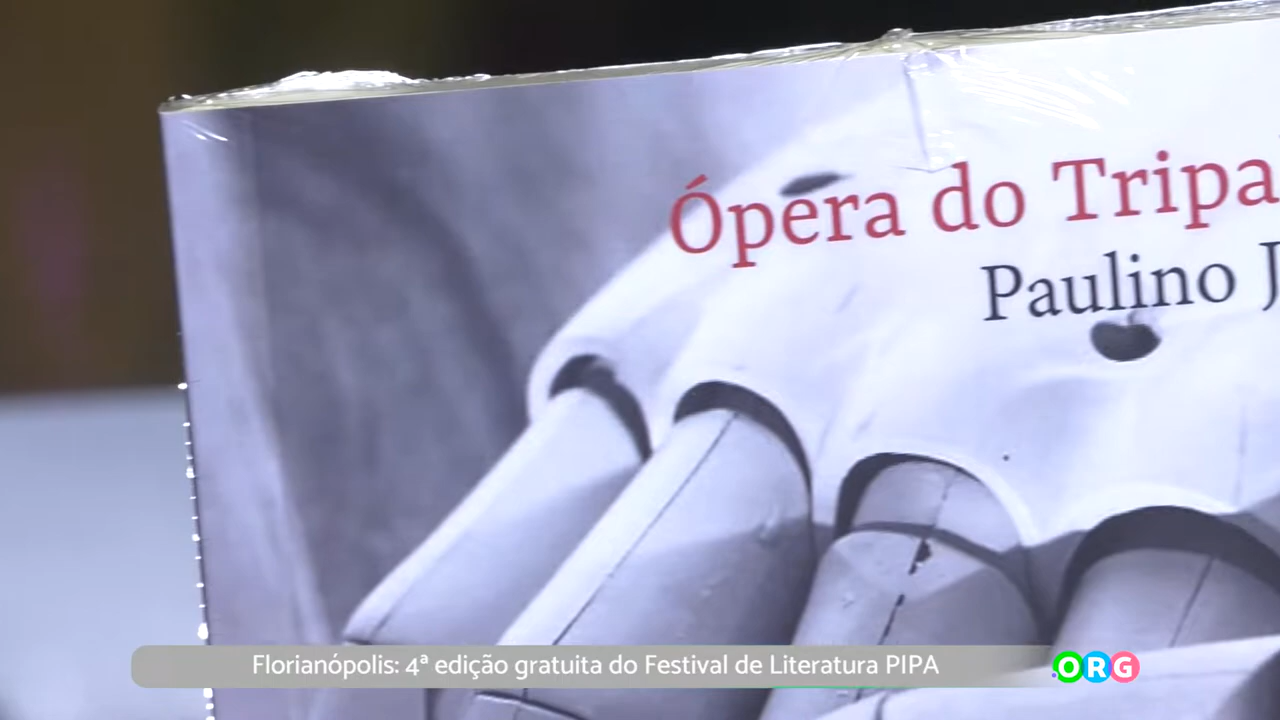 Ópera do Tripa
Paulino J
Florianópolis: 4ª edição gratuita do Festival de Literatura PIPA
.ORG